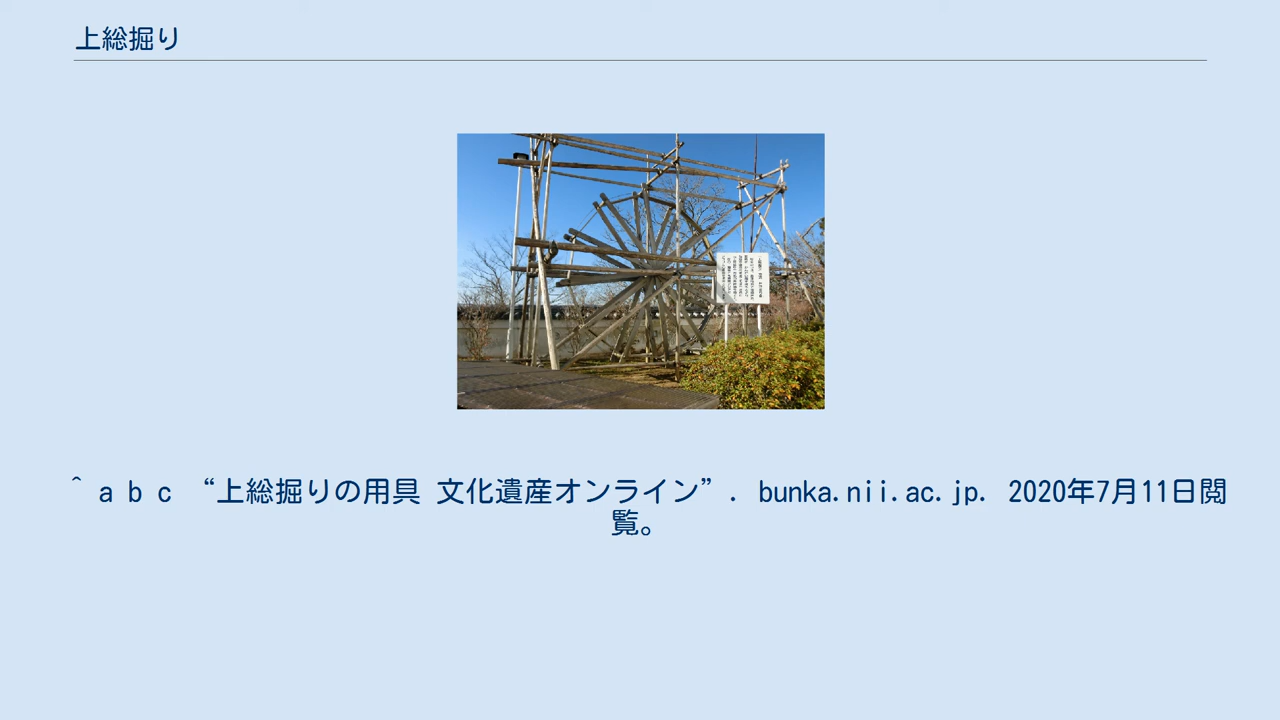 上総掘り
^ a b c “上総掘りの用具 文化遺産オンライン”. bunka.nii.ac.jp. 2020年7月11日閲
覧。